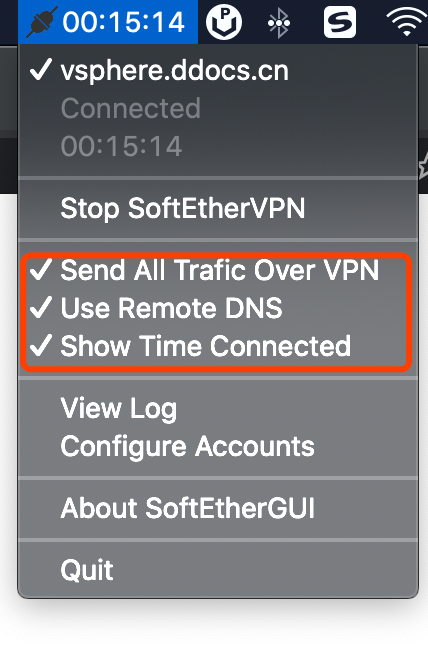 00:15:14
P
S
vsphere.ddocs.cn
Connected
00:15:14
Stop SoftEtherVPN
Send All Trafic Over VPN
Use Remote DNS
Show Time Connected
View Log
Configure Accounts
About SoftEtherGUI
Quit